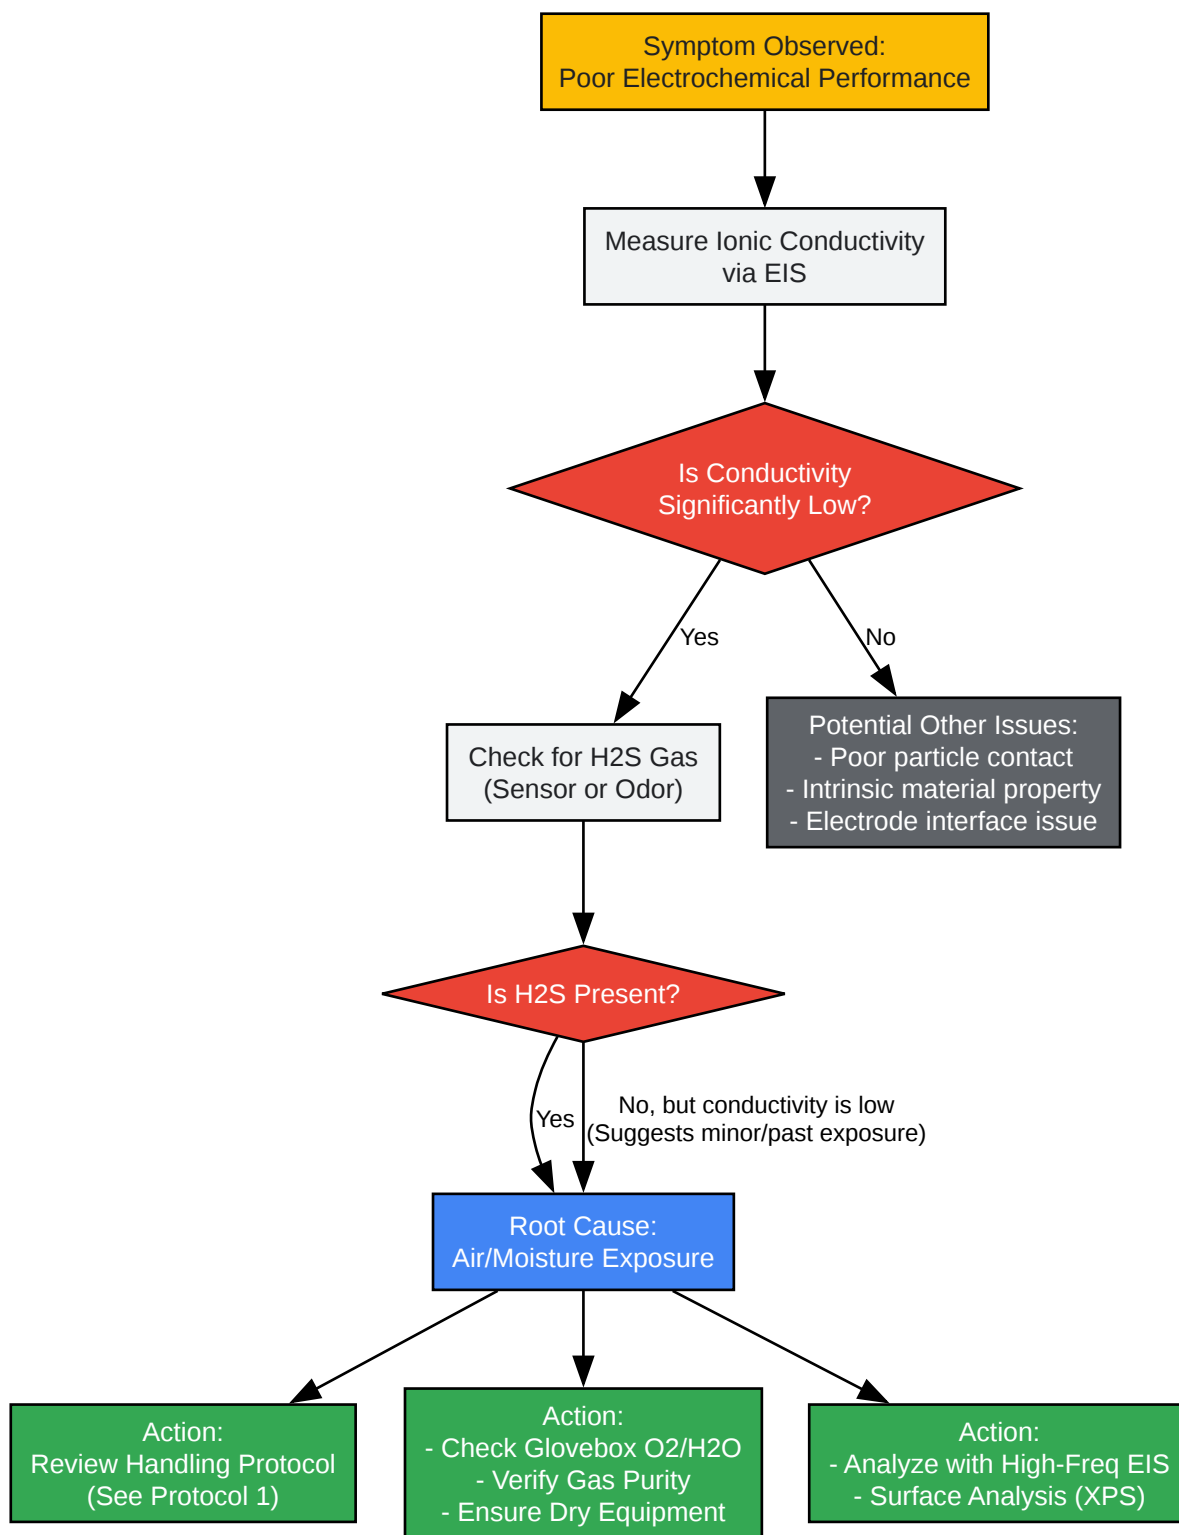 Symptom Observed:
Poor Electrochemical Performance
Measure Ionic Conductivity
via EIS
Is Conductivity
Significantly Low?
Yes
No
Check for H2S Gas
(Sensor or Odor)
Potential Other Issues:
- Poor particle contact
- Intrinsic material property
- Electrode interface issue
Is H2S Present?
Yes
No, but conductivity is low
(Suggests minor/past exposure)
Root Cause:
Air/Moisture Exposure
Action:
Review Handling Protocol
(See Protocol 1)
Action:
- Check Glovebox O2/H2O
- Verify Gas Purity
- Ensure Dry Equipment
Action:
- Analyze with High-Freq EIS
- Surface Analysis (XPS)